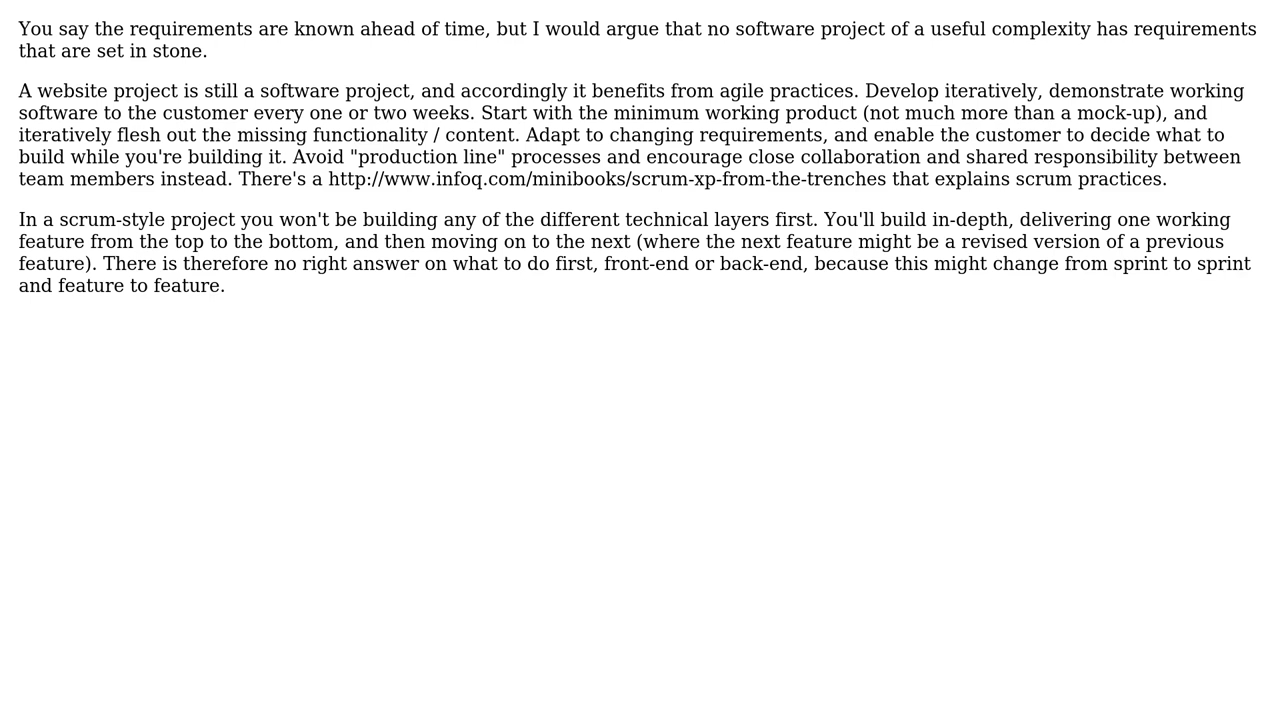 You say the requirements are known ahead of time, but I would argue that no software project of a useful complexity has requirements
that are set in stone.
A website project is still a software project, and accordingly it benefits from agile practices. Develop iteratively, demonstrate working
software to the customer every one or two weeks. Start with the minimum working product (not much more than a mock-up), and
iteratively flesh out the missing functionality / content. Adapt to changing requirements, and enable the customer to decide what to
build while you're building it. Avoid "production line" processes and encourage close collaboration and shared responsibility between
team members instead. There's a http://www.infoq.com/minibooks/scrum-xp-from-the-trenches that explains scrum practices.
In a scrum-style project you won't be building any of the different technical layers first. You'll build in-depth, delivering one working
feature from the top to the bottom, and then moving on to the next (where the next feature might be a revised version of a previous
feature). There is therefore no right answer on what to do first, front-end or back-end, because this might change from sprint to sprint
and feature to feature.